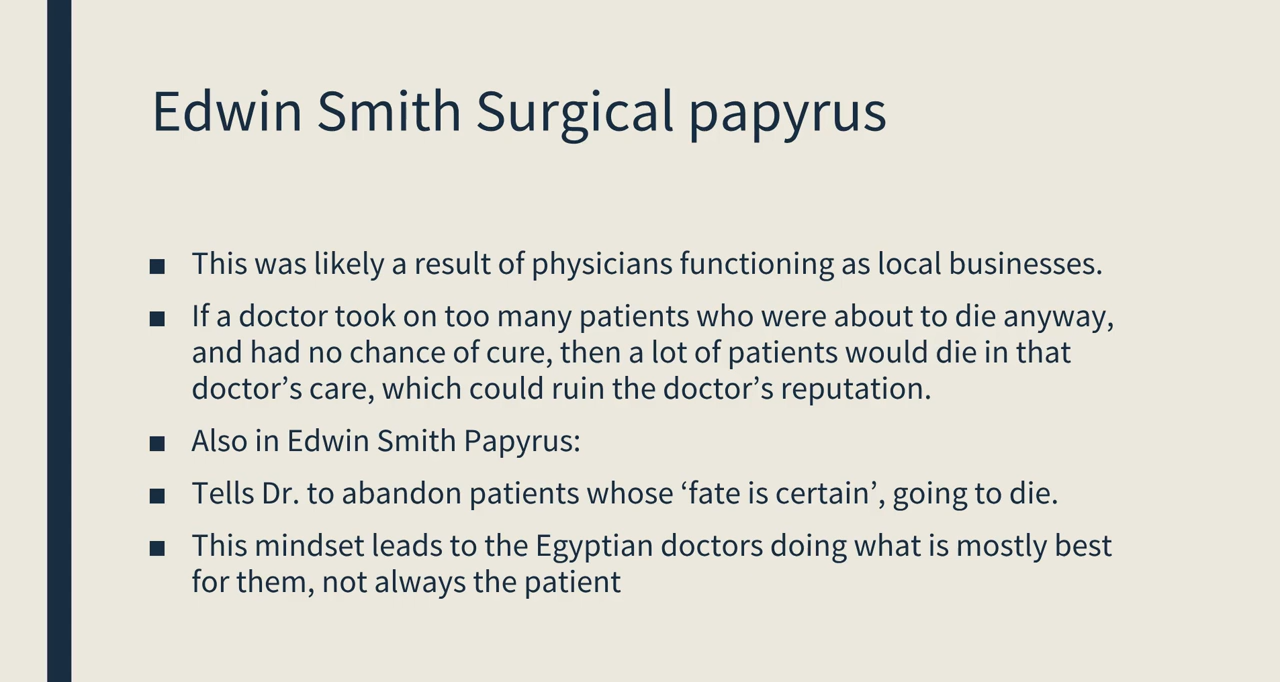 Edwin Smith Surgical papyrus
■ This was likely a result of physicians functioning as local businesses.
■ If a doctor took on too many patients who were about to die anyway,
and had no chance of cure, then a lot of patients would die in that
doctor’s care, which could ruin the doctor’s reputation.
■ Also in Edwin Smith Papyrus:
■ Tells Dr. to abandon patients whose ‘fate is certain’, going to die.
■ This mindset leads to the Egyptian doctors doing what is mostly best
for them, not always the patient